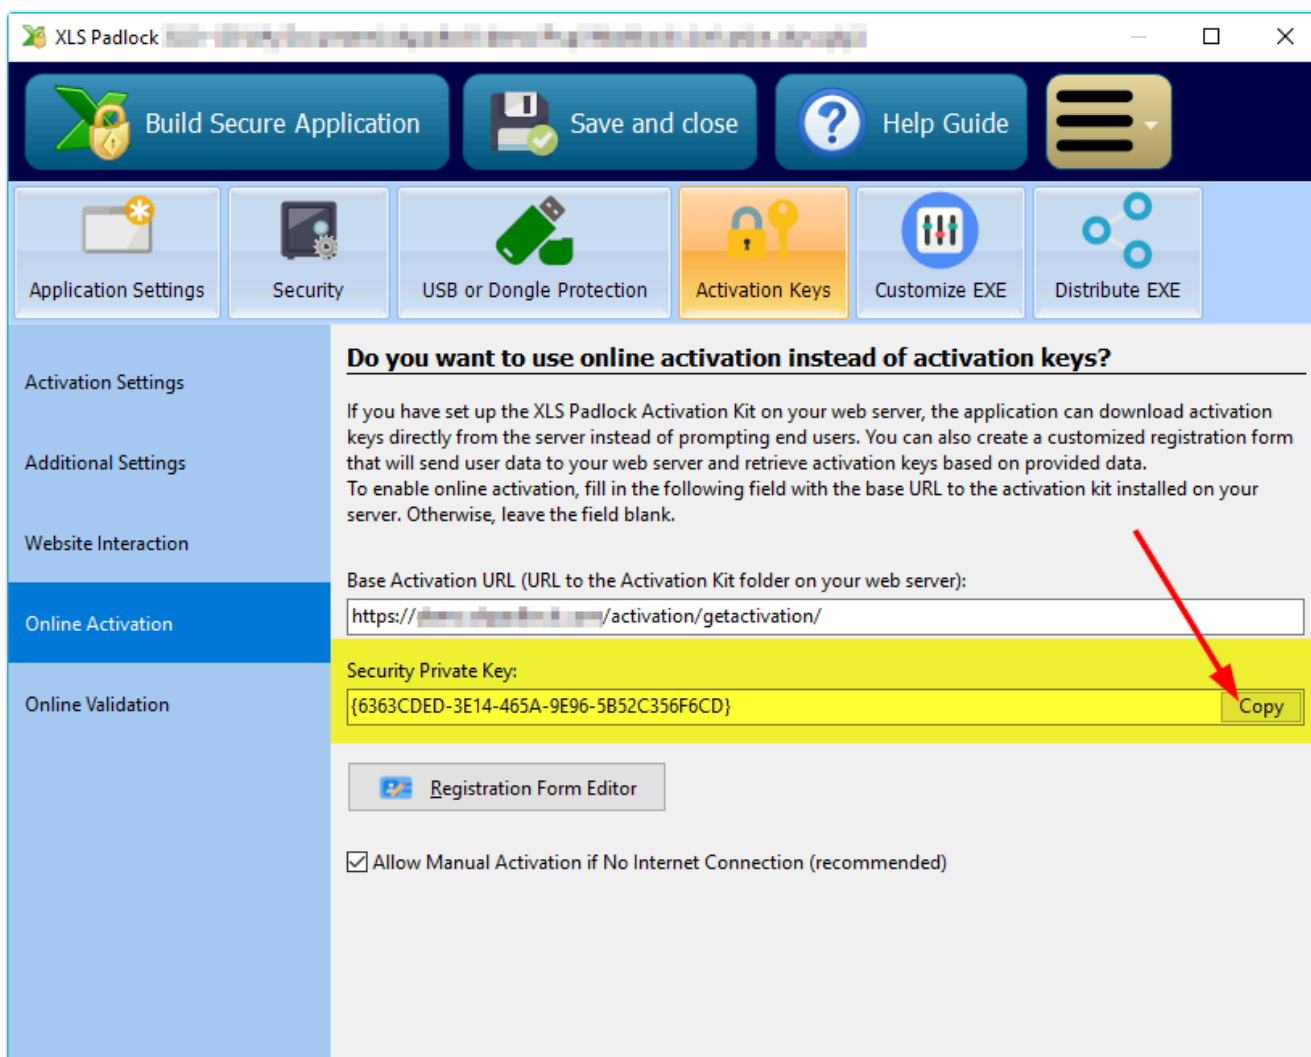 XLS Padlock
Build Secure Application
Save and close
Help Guide
Application Settings
Security
USB or Dongle Protection
Activation Keys
Customize EXE
Distribute EXE
Activation Settings
Additional Settings
Website Interaction
Online Activation
Online Validation
Do you want to use online activation instead of activation keys?
If you have set up the XLS Padlock Activation Kit on your web server, the application can download activation
keys directly from the server instead of prompting end users. You can also create a customized registration form
that will send user data to your web server and retrieve activation keys based on provided data.
To enable online activation, fill in the following field with the base URL to the activation kit installed on your
server. Otherwise, leave the field blank.
Base Activation URL (URL to the Activation Kit folder on your web server):
https:// /activation/getactivation/
Security Private Key:
{6363CDED-3E14-465A-9E96-5B52C356F6CD}
Copy
Registration Form Editor
Allow Manual Activation if No Internet Connection (recommended)